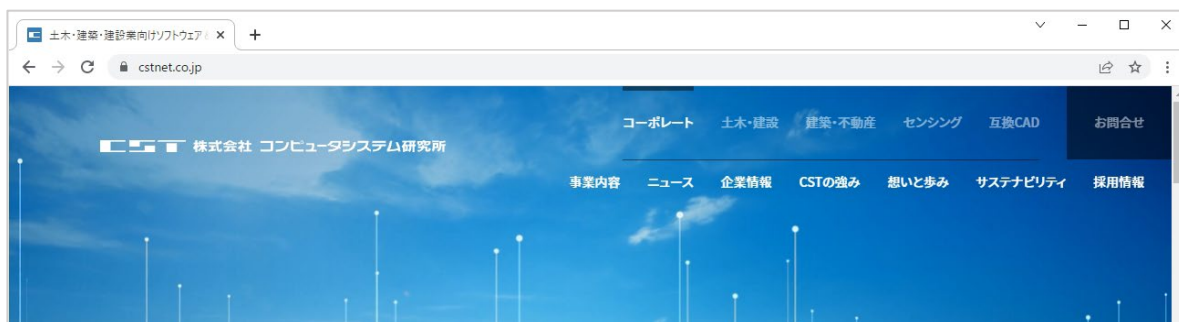 土木・建築・建設業向けソフトウェア
cstnet.co.jp
コーポレート 土木・建設 建築・不動産 センシング 互換CAD お問合せ
CST 株式会社 コンピュータシステム研究所
事業内容 ニュース 企業情報 CSTの強み 想いと歩み サステナビリティ 採用情報